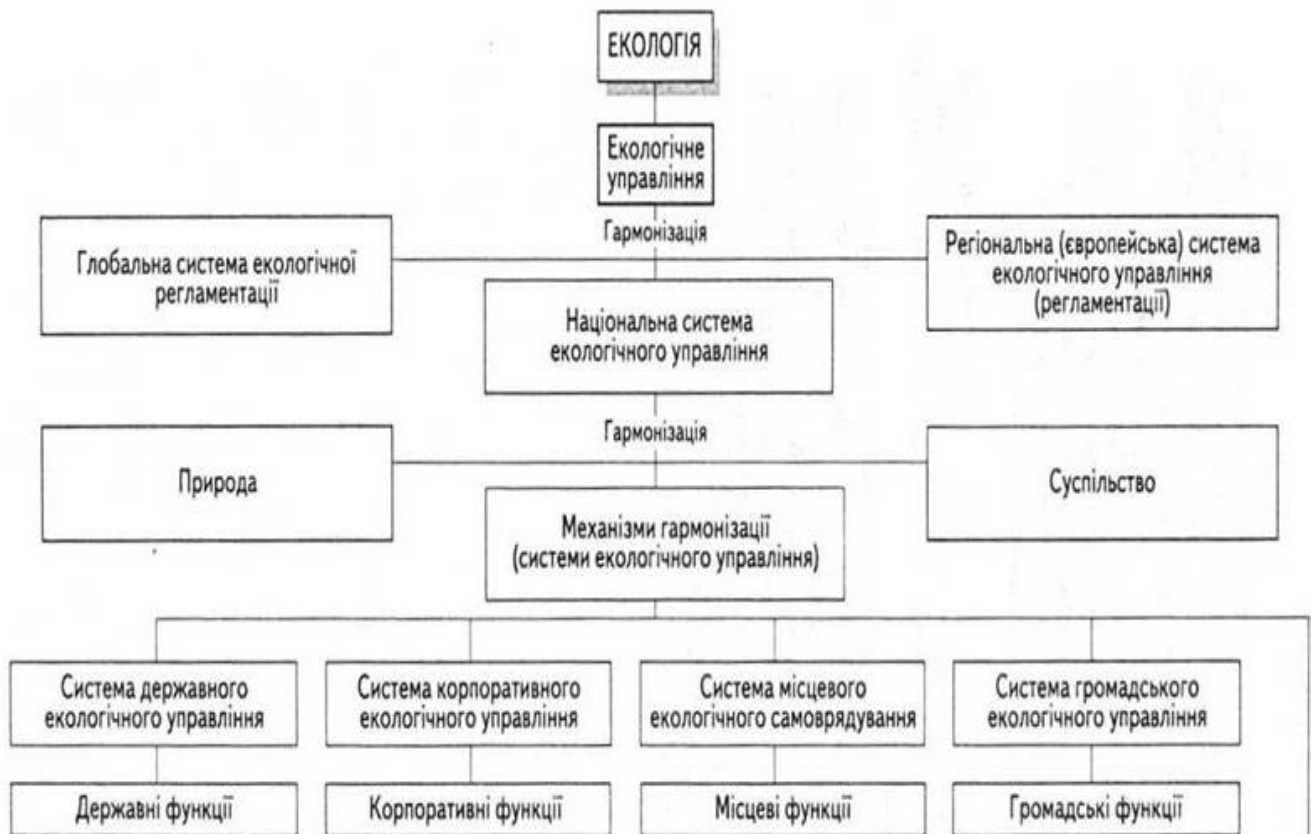 ЕКОЛОГІЯ
Екологічне
управління
Гармонізація
Глобальна система екологічної
регламентації
Регіональна (європейська) система
екологічного управління
(регламентації)
Національна система
екологічного управління
Гармонізація
Природа
Суспільство
Механізми гармонізації
(системи екологічного управління)
Система державного
екологічного управління
Система корпоративного
екологічного управління
Система місцевого
екологічного самоврядування
Система громадського
екологічного управління
Державні функції
Корпоративні функції
Місцеві функції
Громадські функції